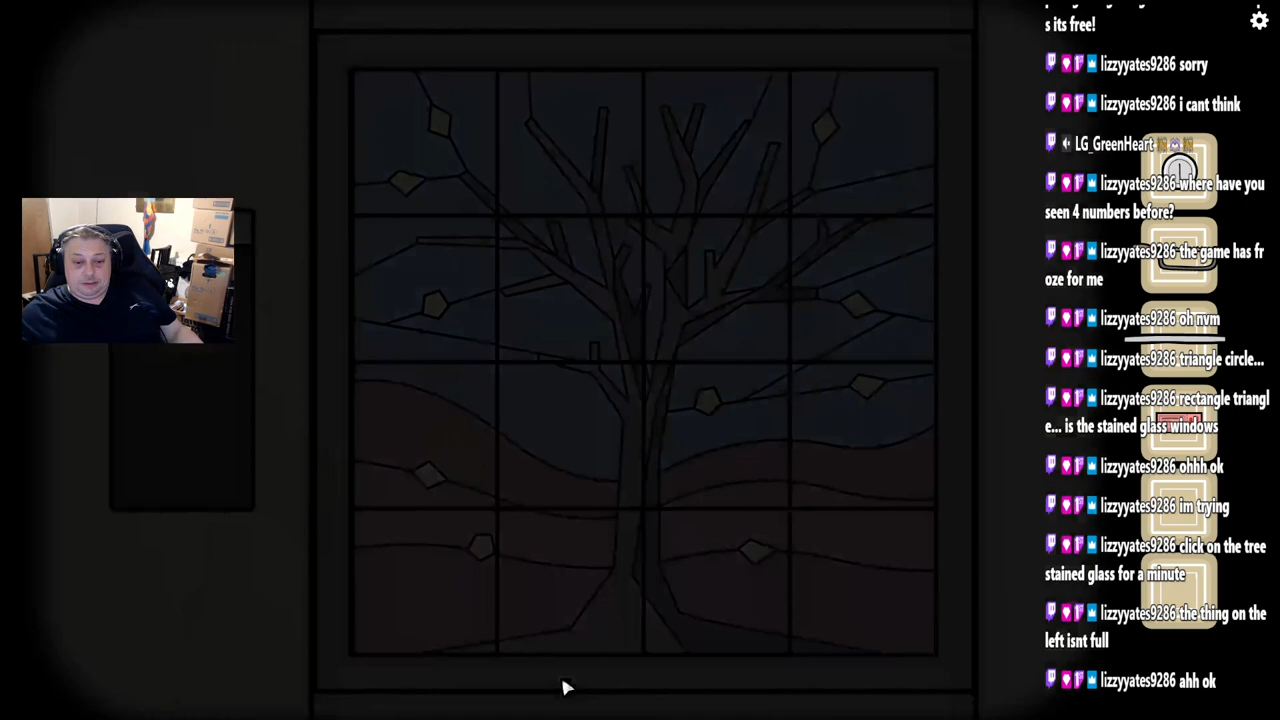 s its free!
lizzyyates9286 sorry
lizzyyates9286 i cant think
LG_GreenHeart
lizzyyates9286 where have you
seen 4 numbers before?
lizzyyates9286 the game has fr
oze for me
lizzyyates9286 oh nvm
lizzyyates9286 triangle circle...
lizzyyates9286 rectangle triangl
e... is the stained glass windows
lizzyyates9286 ohhh ok
lizzyyates9286 im trying
lizzyyates9286 click on the tree
stained glass for a minute
lizzyyates9286 the thing on the
left isnt full
lizzyyates9286 ahh ok